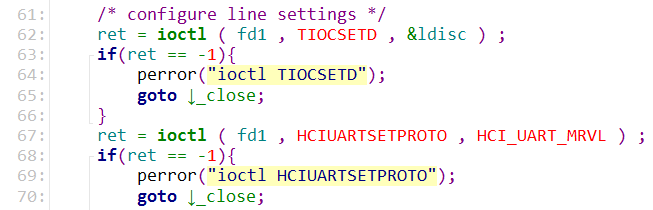 61: /* configure line settings */
62: ret = ioctl ( fd1 , TIOCSETD , &ldisc ) ;
63: if(ret == -1){
64: perror("ioctl TIOCSETD");
65: goto ↓_close;
66: }
67: ret = ioctl ( fd1 , HCIUARTSETPROTO , HCI_UART_MRVL ) ;
68: if(ret == -1){
69: perror("ioctl HCIUARTSETPROTO");
70: goto ↓_close;